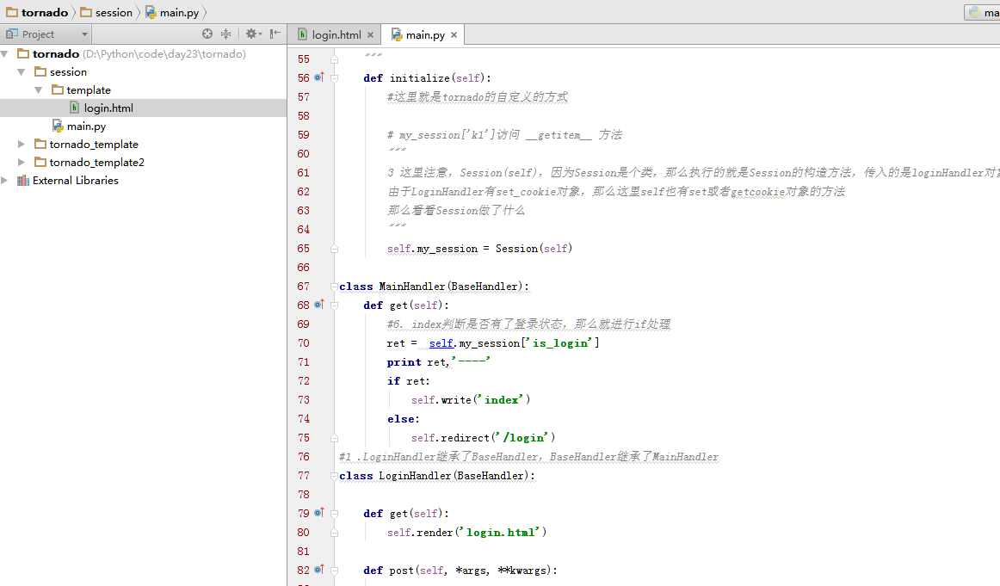 tornado session main.py ma
Project login.html main.py
tornado (D:\Python\code\day23\tornado)
session
template
login.html
main.py
tornado_template
tornado_template2
External Libraries
55 """
56 def initialize(self):
57 #这里就是tornado的自定义的方式
58
59 # my_session['k1']访问 __getitem__ 方法
60 """
61 3 这里注意，Session(self)，因为Session是个类，那么执行的就是Session的构造方法，传入的是loginHandler对
62 由于LoginHandler有set_cookie对象，那么这里self也有set或者getcookie对象的方法
63 那么看看Session做了什么
64 """
65 self.my_session = Session(self)
66
67 class MainHandler(BaseHandler):
68 def get(self):
69 #6. index判断是否有了登录状态，那么就进行if处理
70 ret = self.my_session['is_login']
71 print ret,'----'
72 if ret:
73 self.write('index')
74 else:
75 self.redirect('/login')
76 #1 .LoginHandler继承了BaseHandler，BaseHandler继承了MainHandler
77 class LoginHandler(BaseHandler):
78
79 def get(self):
80 self.render('login.html')
81
82 def post(self, *args, **kwargs):